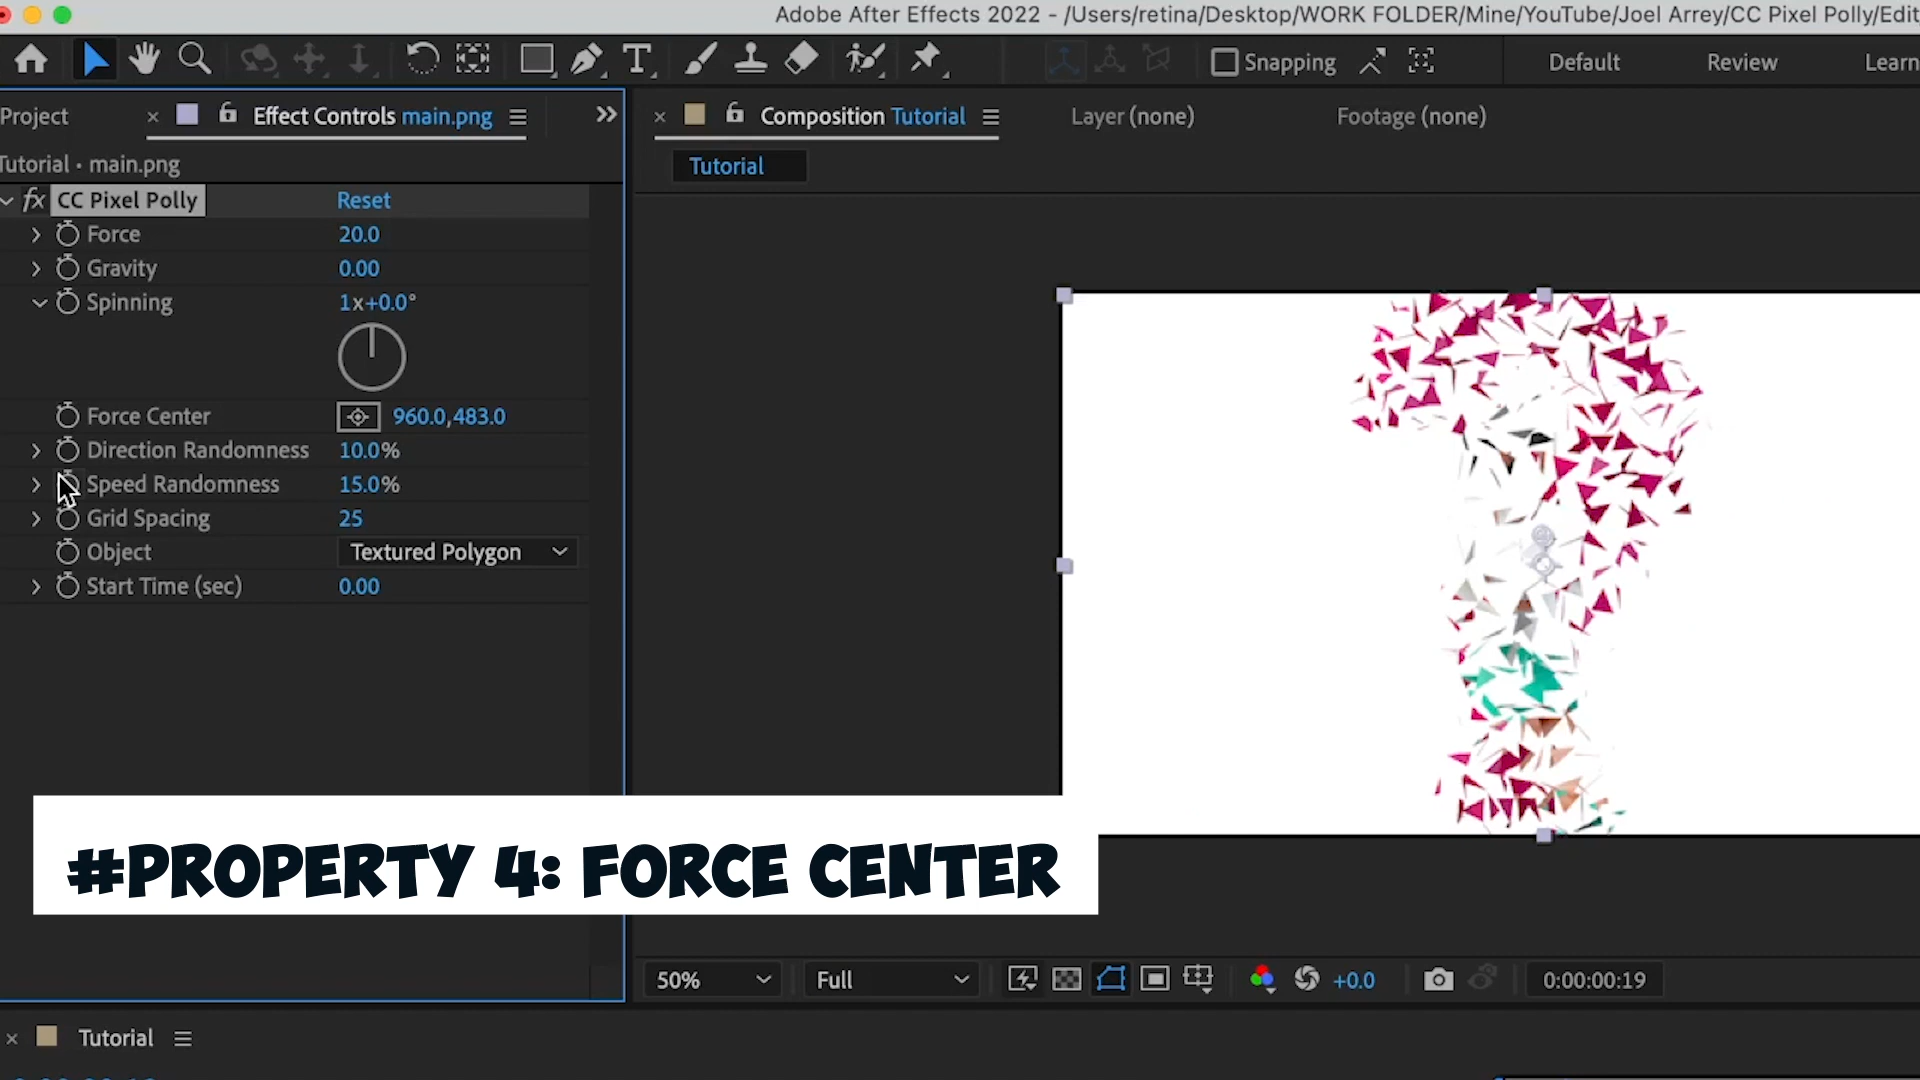 Adobe After Effects 2022 - /Users/retina/Desktop/WORK FOLDER/Mine/YouTube/Joel Arrey/CC Pixel Polly/Edit
Snapping
Default
Review
Learn
Project
Effect Controls main.png
Composition Tutorial
Layer (none)
Footage (none)
Tutorial • main.png
Tutorial
fx CC Pixel Polly
Reset
Force 20.0
Gravity 0.00
Spinning 1x+0.0°
Force Center 960.0,483.0
Direction Randomness 10.0%
Speed Randomness 15.0%
Grid Spacing 25
Object Textured Polygon
Start Time (sec) 0.00
#PROPERTY 4: FORCE CENTER
50%
Full
+0.0
0:00:00:19
Tutorial